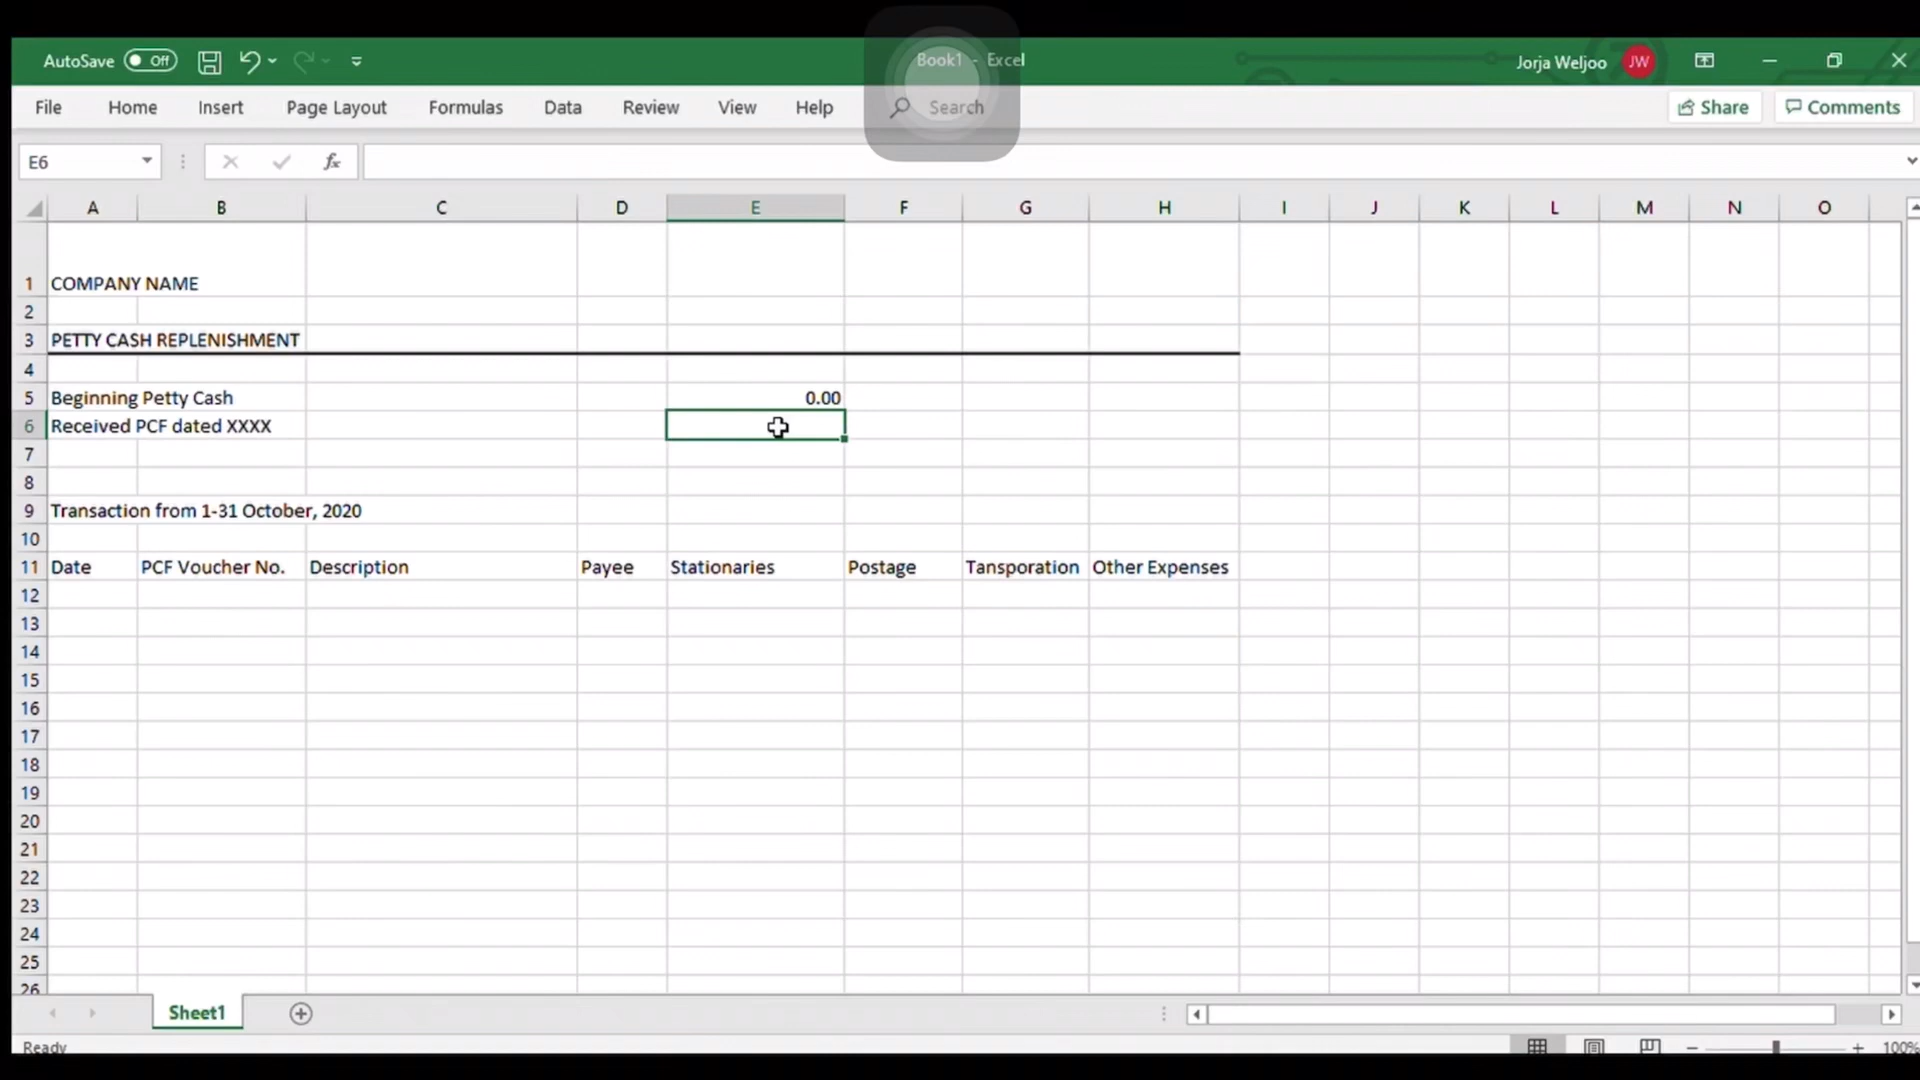 AutoSave Off Book1 - Excel Jorja Weljoo JW
File Home Insert Page Layout Formulas Data Review View Help Search Share Comments
E6 fx
A B C D E F G H I J K L M N O
1 COMPANY NAME
2
3 PETTY CASH REPLENISHMENT
4
5 Beginning Petty Cash 0.00
6 Received PCF dated XXXX
7
8
9 Transaction from 1-31 October, 2020
10
11 Date PCF Voucher No. Description Payee Stationaries Postage Tansporation Other Expenses
12
13
14
15
16
17
18
19
20
21
22
23
24
25
26
Sheet1
Ready 100%